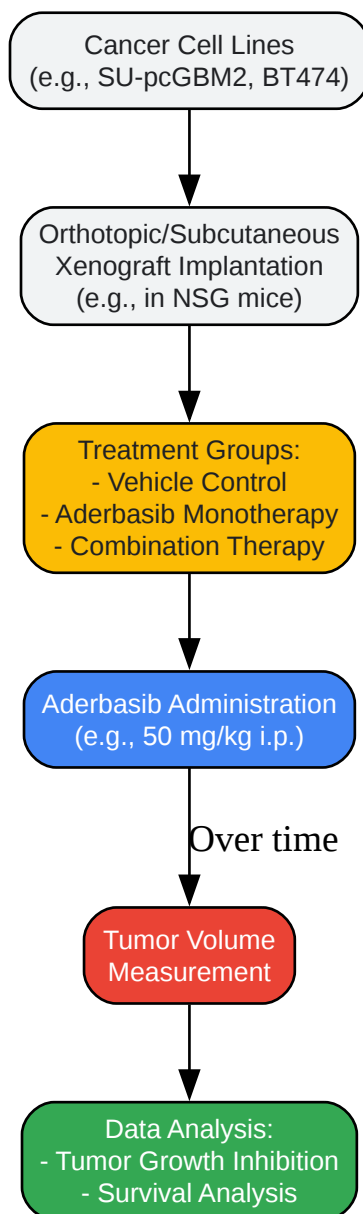 Cancer Cell Lines
(e.g., SU-pcGBM2, BT474)
Orthotopic/Subcutaneous
Xenograft Implantation
(e.g., in NSG mice)
Treatment Groups:
- Vehicle Control
- Aderbasib Monotherapy
- Combination Therapy
Aderbasib Administration
(e.g., 50 mg/kg i.p.)
Over time
Tumor Volume
Measurement
Data Analysis:
- Tumor Growth Inhibition
- Survival Analysis